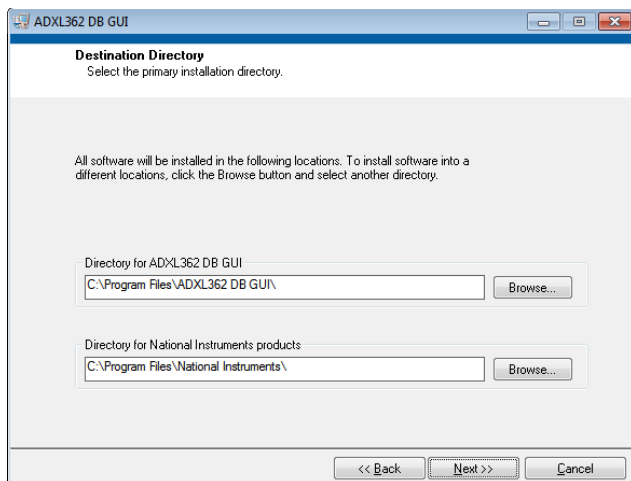 ADXL362 DB GUI
Destination Directory
Select the primary installation directory.
All software will be installed in the following locations. To install software into a
different locations, click the Browse button and select another directory.
Directory for ADXL362 DB GUI
C:\Program Files\ADXL362 DB GUI\
Browse...
Directory for National Instruments products
C:\Program Files\National Instruments\
Browse...
<< Back
Next >>
Cancel